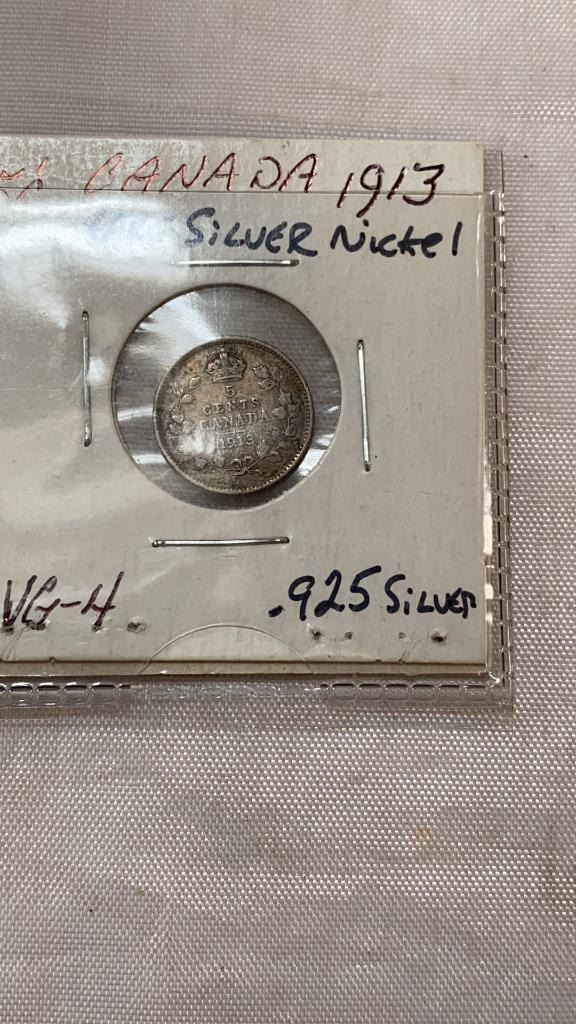 CANADA 1913
SILVER Nickel
5
CENTS
CANADA
1913
VG-4
.925 SILVER